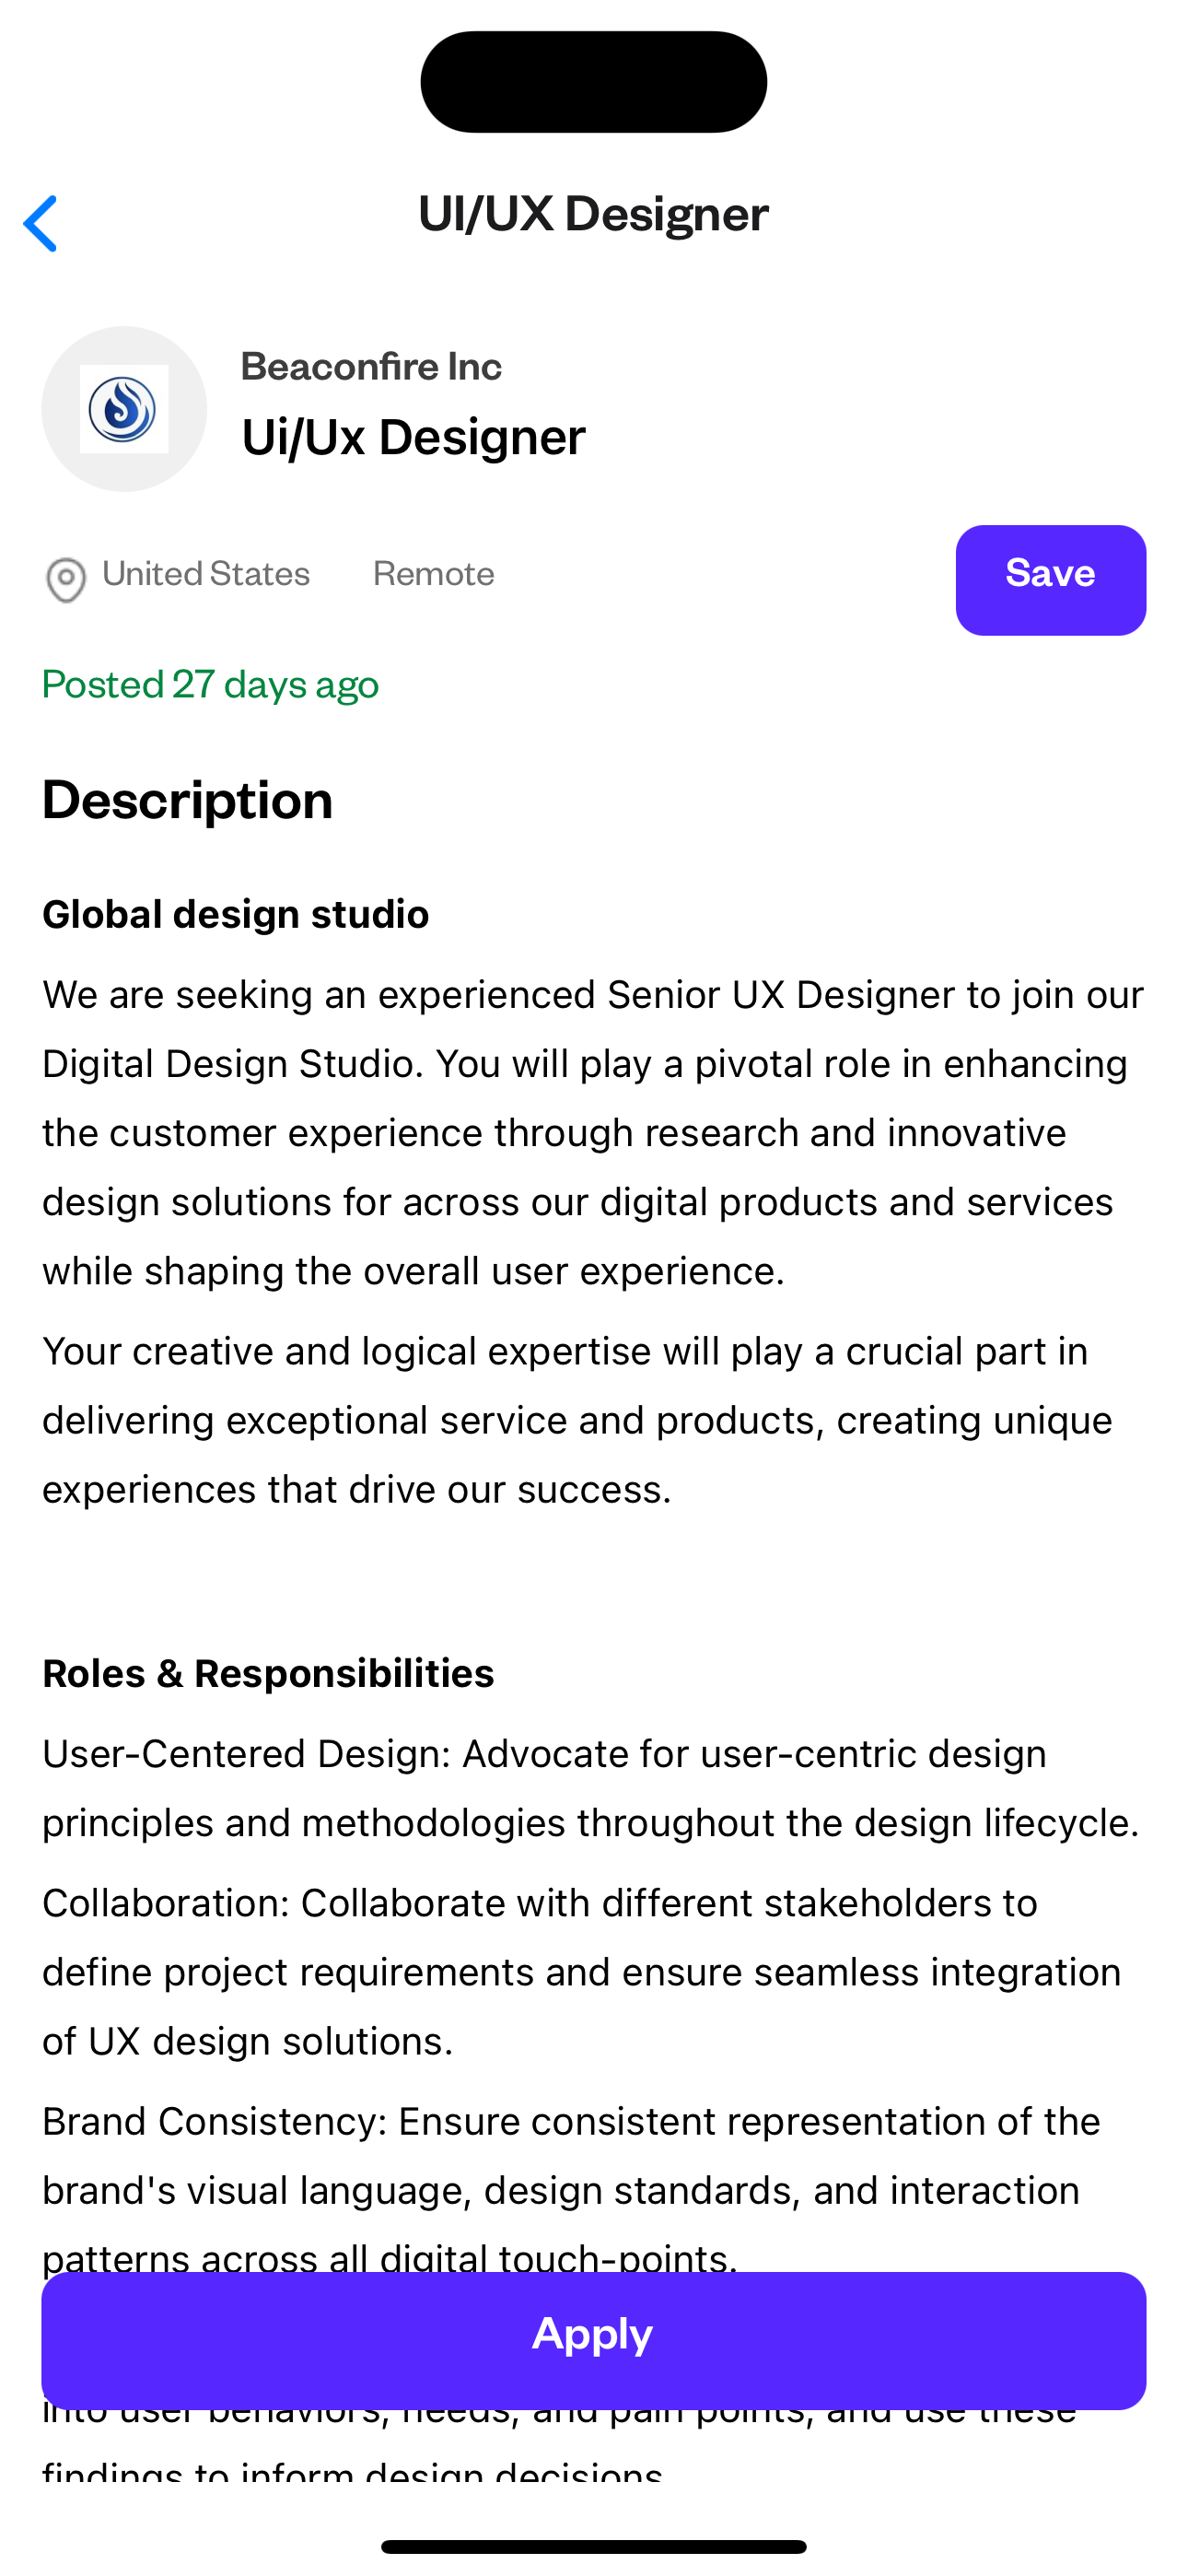 UI/UX Designer
Beaconfire Inc
Ui/Ux Designer
United States Remote
Save
Posted 27 days ago
Description
Global design studio
We are seeking an experienced Senior UX Designer to join our
Digital Design Studio. You will play a pivotal role in enhancing
the customer experience through research and innovative
design solutions for across our digital products and services
while shaping the overall user experience.
Your creative and logical expertise will play a crucial part in
delivering exceptional service and products, creating unique
experiences that drive our success.
Roles & Responsibilities
User-Centered Design: Advocate for user-centric design
principles and methodologies throughout the design lifecycle.
Collaboration: Collaborate with different stakeholders to
define project requirements and ensure seamless integration
of UX design solutions.
Brand Consistency: Ensure consistent representation of the
brand's visual language, design standards, and interaction
patterns across all digital touch-points.
Apply
into user behaviors, needs, and pain points, and use these
findings to inform design decisions